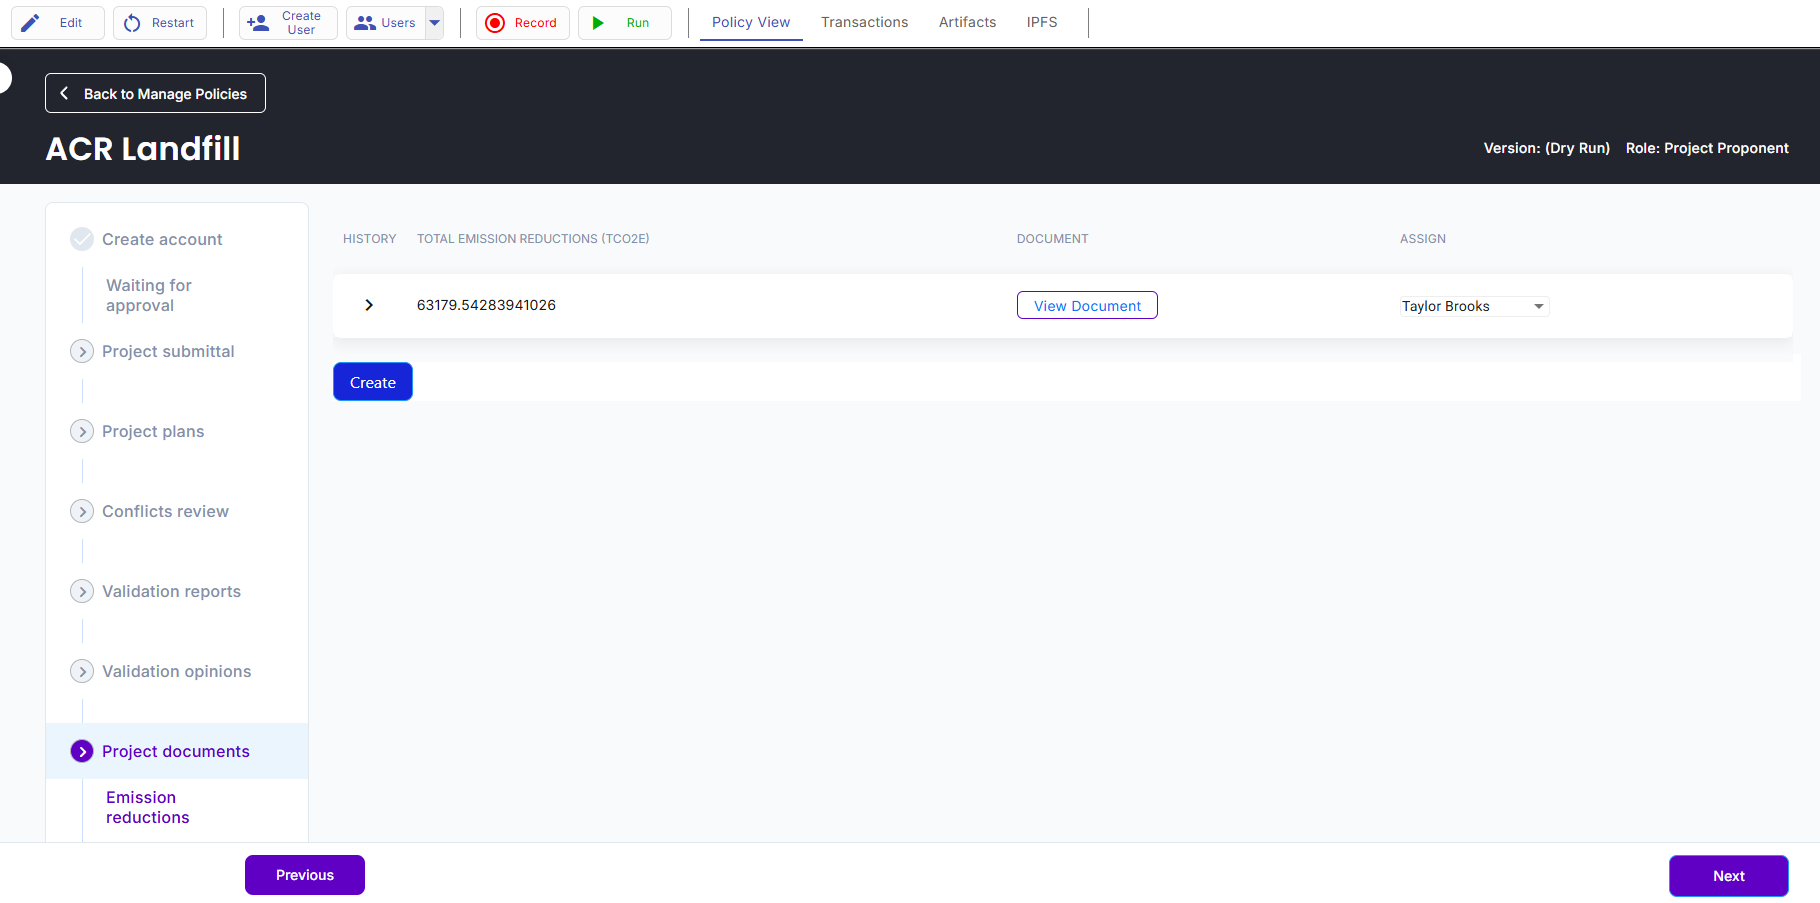 Edit
Restart
Create
User
Users
Record
Run
Policy View
Transactions
Artifacts
IPFS
Back to Manage Policies
ACR Landfill
Version: (Dry Run)
Role: Project Proponent
Create account
Waiting for
approval
Project submittal
Project plans
Conflicts review
Validation reports
Validation opinions
Project documents
Emission
reductions
HISTORY
TOTAL EMISSION REDUCTIONS (TCO2E)
DOCUMENT
ASSIGN
63179.54283941026
View Document
Taylor Brooks
Create
Previous
Next